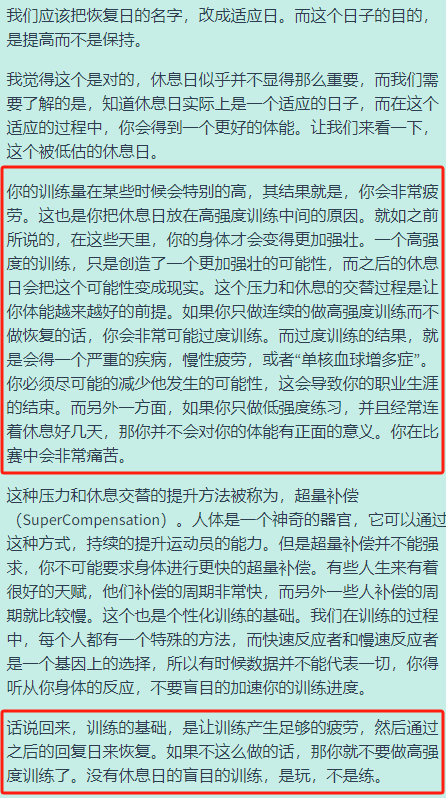 我们应该把恢复日的名字，改成适应日。而这个日子的目的，
是提高而不是保持。
我觉得这个是对的，休息日似乎并不显得那么重要，而我们需
要了解的是，知道休息日实际上是一个适应的日子，而在这个
适应的过程中，你会得到一个更好的体能。让我们来看一下，
这个被低估的休息日。
你的训练量在某些时候会特别的高，其结果就是，你会非常疲
劳。这也是你把休息日放在高强度训练中间的原因。就如之前
所说的，在这些天里，你的身体才会变得更加强壮。一个高强
度的训练，只是创造了一个更加强壮的可能性，而之后的休息
日会把这个可能性变成现实。这个压力和休息的交替过程是让
你体能越来越好的前提。如果你只做连续的做高强度训练而不
做恢复的话，你会非常可能过度训练。而过度训练的结果，就
是会得一个严重的疾病，慢性疲劳，或者“单核血球增多症”。
你必须尽可能的减少他发生的可能性，这会导致你的职业生涯
的结束。而另外一方面，如果你只做低强度练习，并且经常连
着休息好几天，那你并不会对你的体能有正面的意义。你在比
赛中会非常痛苦。
这种压力和休息交替的提升方法被称为，超量补偿
（SuperCompensation）。人体是一个神奇的器官，它可以通过
这种方式，持续的提升运动员的能力。但是超量补偿并不能强
求，你不可能要求身体进行更快的超量补偿。有些人生来有着
很好的天赋，他们补偿的周期非常快，而另外一些人补偿的周
期就比较慢。这个也是个性化训练的基础。我们在训练的过程
中，每个人都有一个特殊的方法，而快速反应者和慢速反应者
是一个基因上的选择，所以有时候数据并不能代表一切，你得
听从你身体的反应，不要盲目的加速你的训练进度。
话说回来，训练的基础，是让训练产生足够的疲劳，然后通过
之后的回复日来恢复。如果不这么做的话，那你就不要做高强
度训练了。没有休息日的盲目的训练，是玩，不是练。